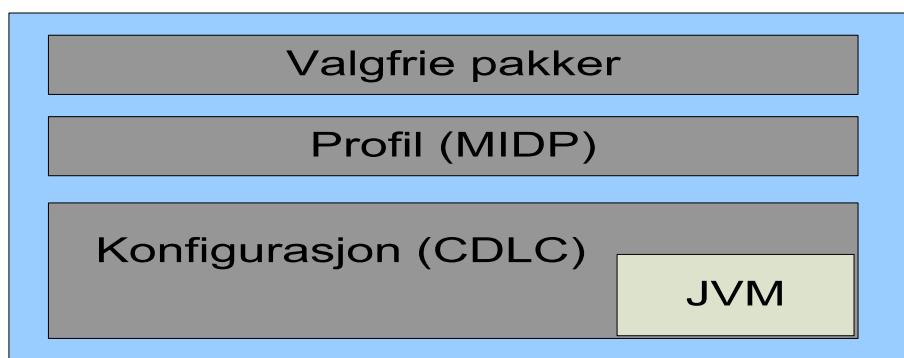 Valgfrie pakker
Profil (MIDP)
Konfigurasjon (CDLC)
JVM